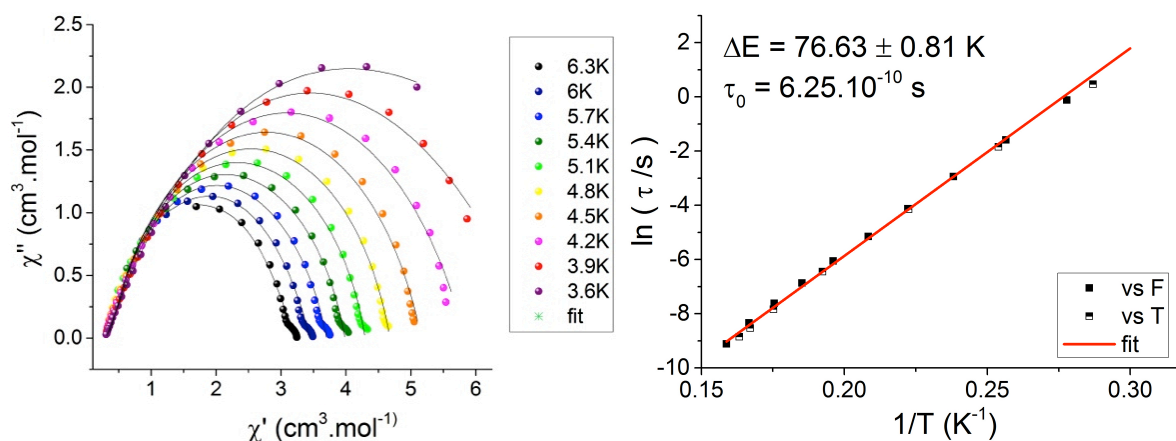 2.5
2.0
1.5
1.0
0.5
0.0
χ'' (cm³.mol⁻¹)
1 2 3 4 5 6
χ' (cm³.mol⁻¹)
6.3K
6K
5.7K
5.4K
5.1K
4.8K
4.5K
4.2K
3.9K
3.6K
fit
ΔE = 76.63 ± 0.81 K
τ₀ = 6.25.10⁻¹⁰ s
2
0
-2
-4
-6
-8
-10
ln ( τ /s )
vs F
vs T
fit
0.15 0.20 0.25 0.30
1/T (K⁻¹)